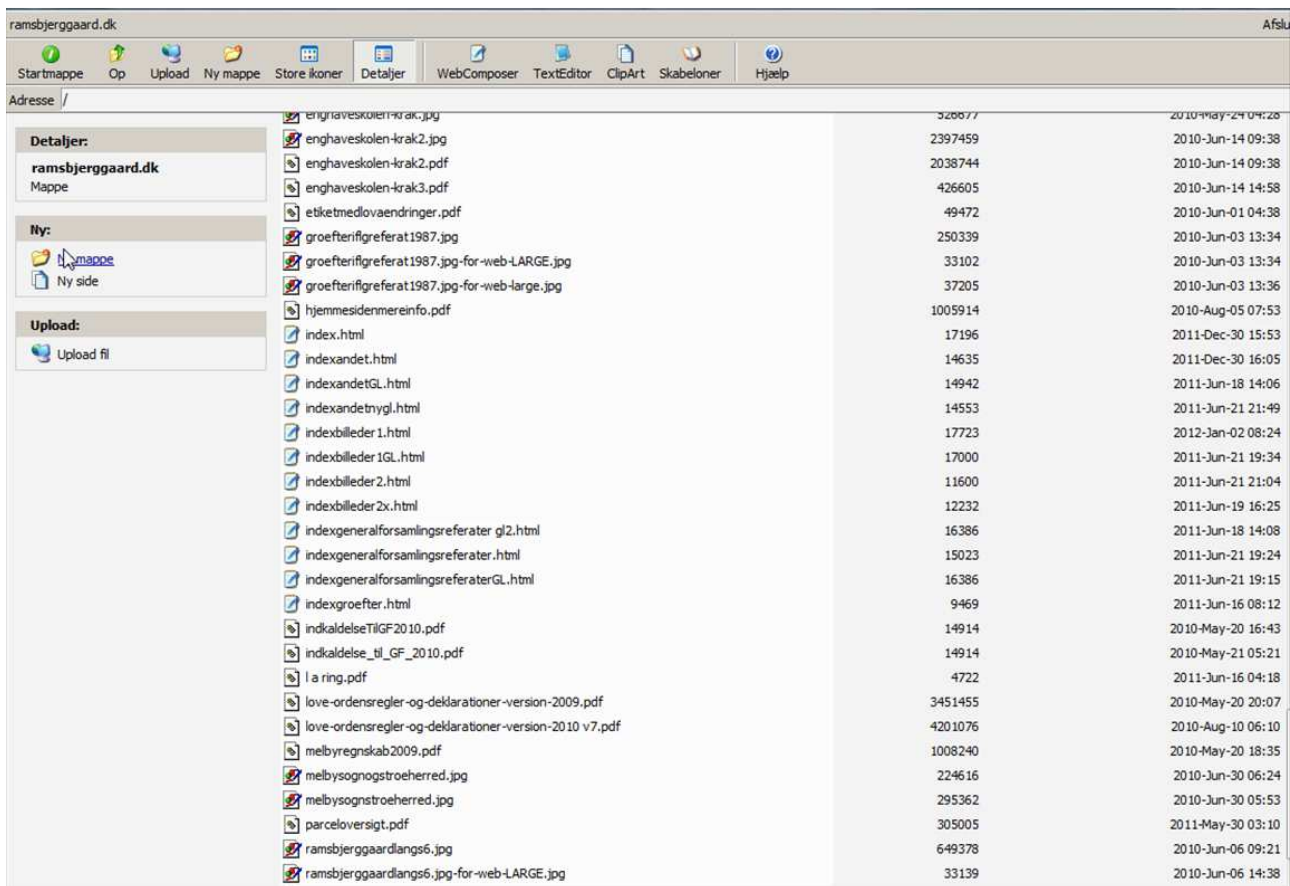 ramsbjerggaard.dk Afslu
Startmappe Op Upload Ny mappe Store ikoner Detaljer WebComposer TextEditor ClipArt Skabeloner Hjælp
Adresse /
Detaljer:
ramsbjerggaard.dk
Mappe
Ny:
mappe
Ny side
Upload:
Upload fil
enghaveskolen-krak.jpg 526677 2010-May-24 04:28
enghaveskolen-krak2.jpg 2397459 2010-Jun-14 09:38
enghaveskolen-krak2.pdf 2038744 2010-Jun-14 09:38
enghaveskolen-krak3.pdf 426605 2010-Jun-14 14:58
etiketmedlovaendringer.pdf 49472 2010-Jun-01 04:38
groefteriflgreferat1987.jpg 250339 2010-Jun-03 13:34
groefteriflgreferat1987.jpg-for-web-LARGE.jpg 33102 2010-Jun-03 13:34
groefteriflgreferat1987.jpg-for-web-large.jpg 37205 2010-Jun-03 13:36
hjemmesidenmereinfo.pdf 1005914 2010-Aug-05 07:53
index.html 17196 2011-Dec-30 15:53
indexandet.html 14635 2011-Dec-30 16:05
indexandetGL.html 14942 2011-Jun-18 14:06
indexandetnygl.html 14553 2011-Jun-21 21:49
indexbilleder1.html 17723 2012-Jan-02 08:24
indexbilleder1GL.html 17000 2011-Jun-21 19:34
indexbilleder2.html 11600 2011-Jun-21 21:04
indexbilleder2x.html 12232 2011-Jun-19 16:25
indexgeneralforsamlingsreferater gl2.html 16386 2011-Jun-18 14:08
indexgeneralforsamlingsreferater.html 15023 2011-Jun-21 19:24
indexgeneralforsamlingsreferaterGL.html 16386 2011-Jun-21 19:15
indexgroefter.html 9469 2011-Jun-16 08:12
indkaldelseTilGF2010.pdf 14914 2010-May-20 16:43
indkaldelse_til_GF_2010.pdf 14914 2010-May-21 05:21
l a ring.pdf 4722 2011-Jun-16 04:18
love-ordensregler-og-deklarationer-version-2009.pdf 3451455 2010-May-20 20:07
love-ordensregler-og-deklarationer-version-2010 v7.pdf 4201076 2010-Aug-10 06:10
melbyregnskab2009.pdf 1008240 2010-May-20 18:35
melbysognogstroeherred.jpg 224616 2010-Jun-30 06:24
melbysognstroeherred.jpg 295362 2010-Jun-30 05:53
parceloversigt.pdf 305005 2011-May-30 03:10
ramsbjerggaardlangs6.jpg 649378 2010-Jun-06 09:21
ramsbjerggaardlangs6.jpg-for-web-LARGE.jpg 33139 2010-Jun-06 14:38